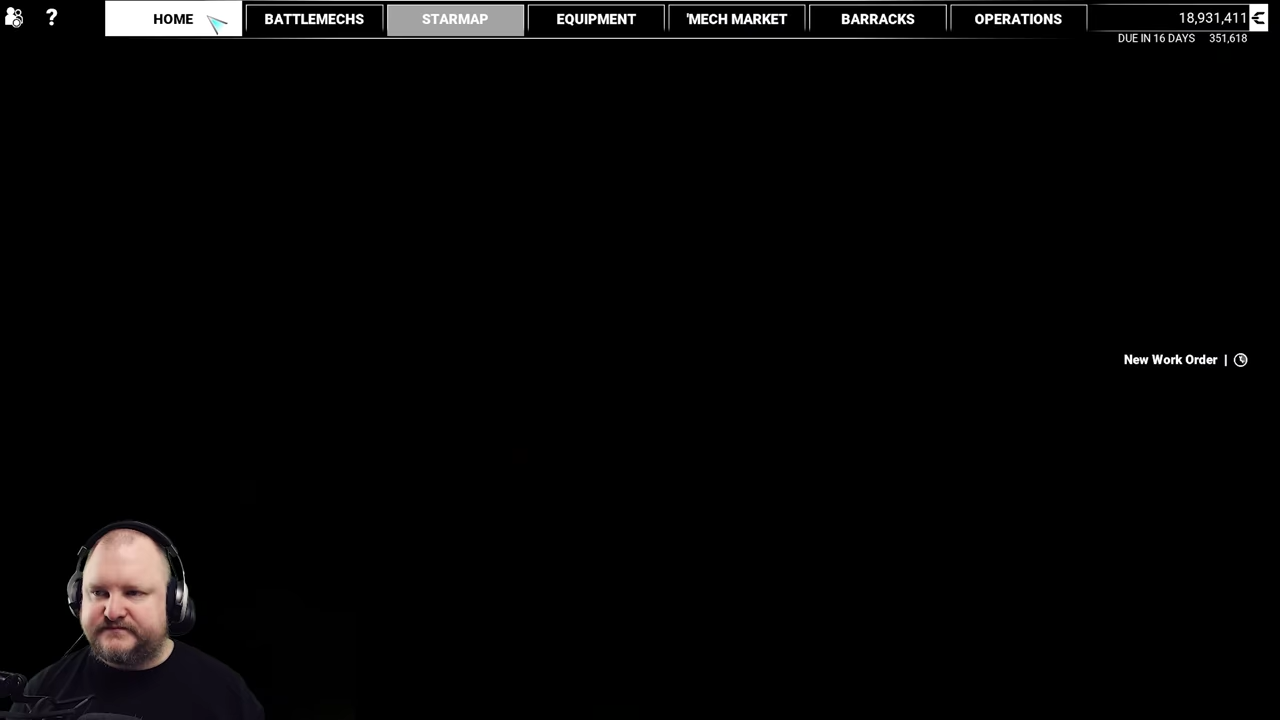 ?
HOME
BATTLEMECHS
STARMAP
EQUIPMENT
'MECH MARKET
BARRACKS
OPERATIONS
18,931,411
DUE IN 16 DAYS 351,618
New Work Order |